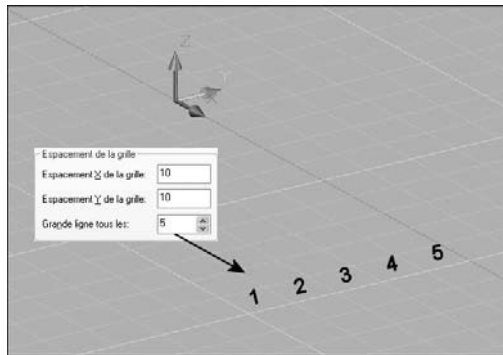 Z
Y
Espacement de la grille
Espacement X de la grille: 10
Espacement Y de la grille: 10
Grande ligne tous les: 5
1 2 3 4 5